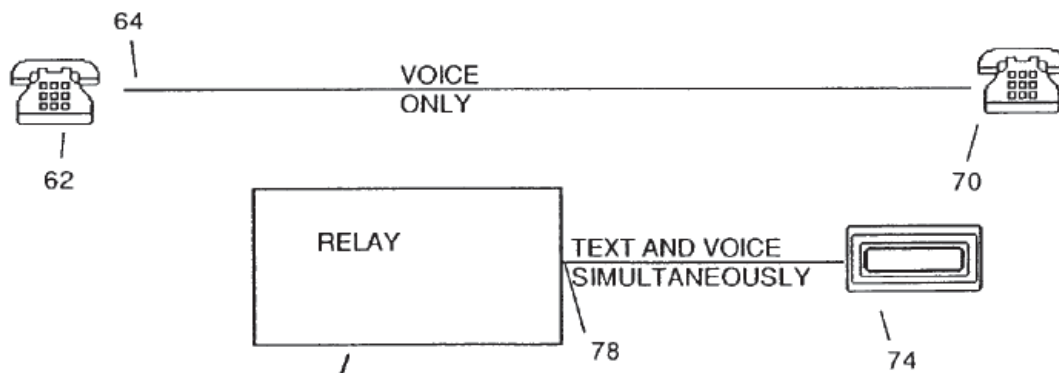 64
VOICE
ONLY
62
70
RELAY
TEXT AND VOICE
SIMULTANEOUSLY
78
74